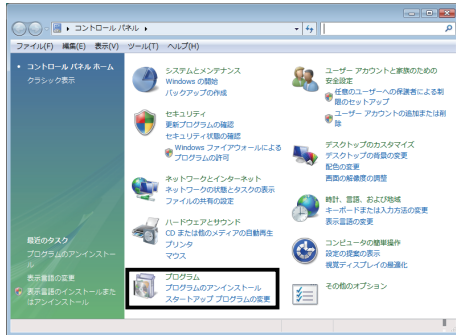 コントロール パネル
ファイル(F) 編集(E) 表示(V) ツール(T) ヘルプ(H)
コントロール パネル ホーム
クラシック表示
最近のタスク
プログラムのアンインストー
ル
表示言語の変更
表示言語のインストールまた
はアンインストール
システムとメンテナンス
Windows の開始
バックアップの作成
セキュリティ
更新プログラムの確認
セキュリティ状態の確認
Windows ファイアウォールによる
プログラムの許可
ネットワークとインターネット
ネットワークの状態とタスクの表示
ファイルの共有の設定
ハードウェアとサウンド
CD または他のメディアの自動再生
プリンタ
マウス
プログラム
プログラムのアンインストール
スタートアップ プログラムの変更
ユーザー アカウントと家族のための
安全設定
任意のユーザーへの保護者による制
限のセットアップ
ユーザー アカウントの追加または削
除
デスクトップのカスタマイズ
デスクトップの背景の変更
配色の変更
画面の解像度の調整
時計、言語、および地域
キーボードまたは入力方法の変更
表示言語の変更
コンピュータの簡単操作
設定の提案の表示
視覚ディスプレイの最適化
その他のオプション